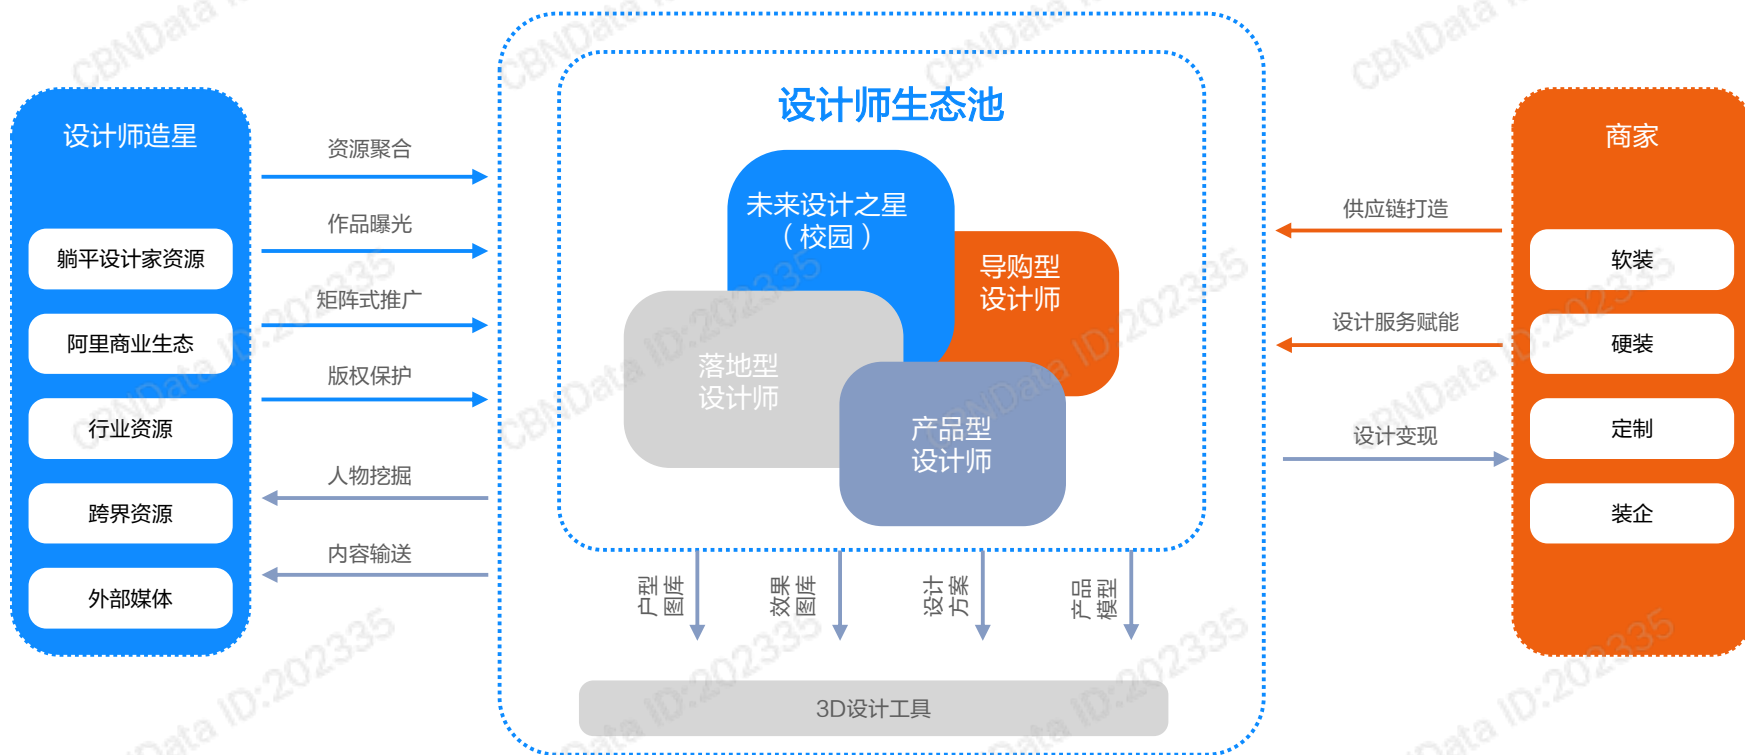 设计师造星
躺平设计家资源
阿里商业生态
行业资源
跨界资源
外部媒体
资源聚合
作品曝光
矩阵式推广
版权保护
人物挖掘
内容输送
设计师生态池
未来设计之星
（校园）
导购型
设计师
落地型
设计师
产品型
设计师
户型
图库
效果
图库
设计
方案
产品
模型
3D设计工具
供应链打造
设计服务赋能
设计变现
商家
软装
硬装
定制
装企
CBNData ID:202335